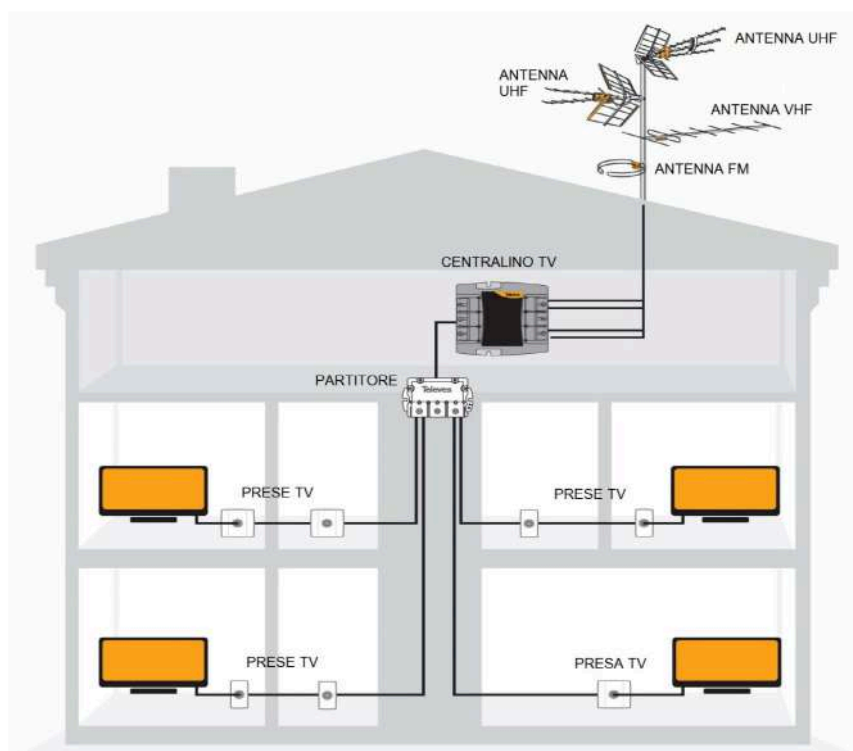 ANTENNA UHF
ANTENNA
UHF
ANTENNA VHF
ANTENNA FM
CENTRALINO TV
PARTITORE
Televes
PRESE TV
PRESE TV
PRESE TV
PRESA TV